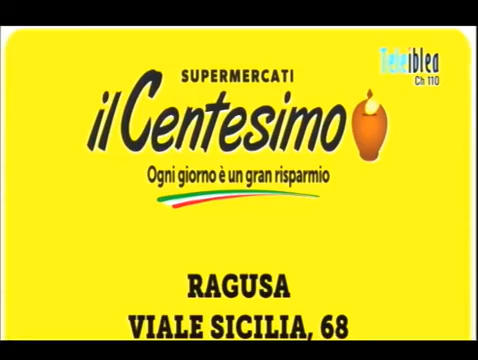 Teleiblea
Ch 110
SUPERMERCATI
il Centesimo
Ogni giorno è un gran risparmio
RAGUSA
VIALE SICILIA, 68